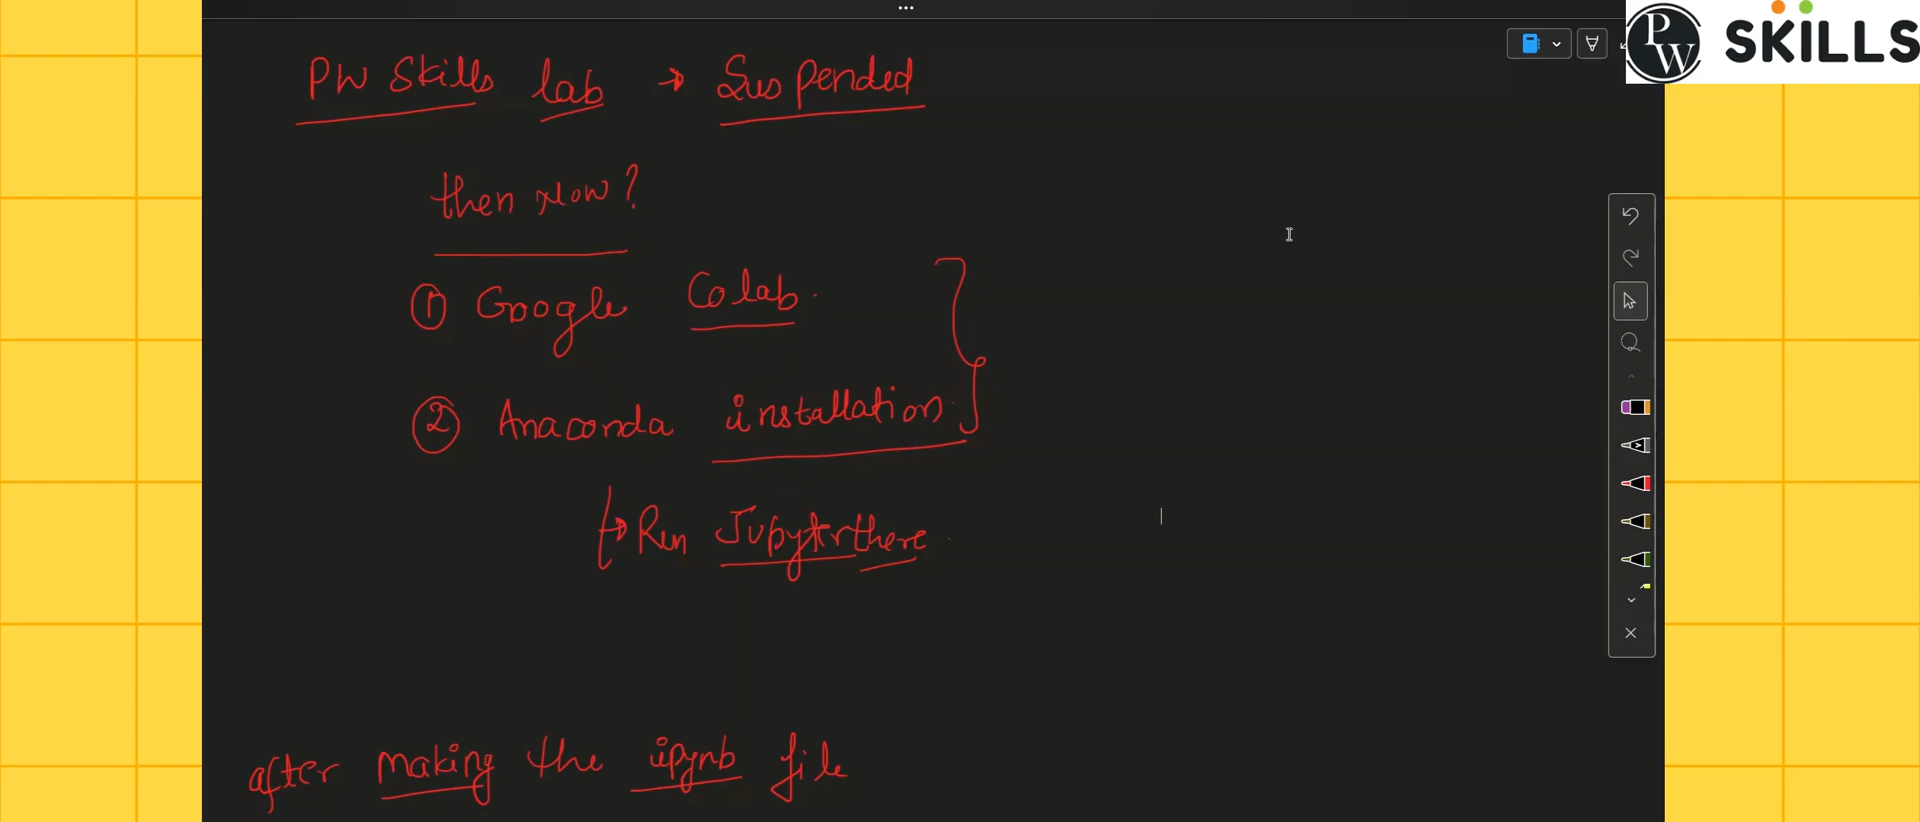 PW SKILLS
PW Skills lab → Suspended
then Now?
① Google Colab.
② Anaconda installation.
→ Run Jupyter there
after making the ipynb file